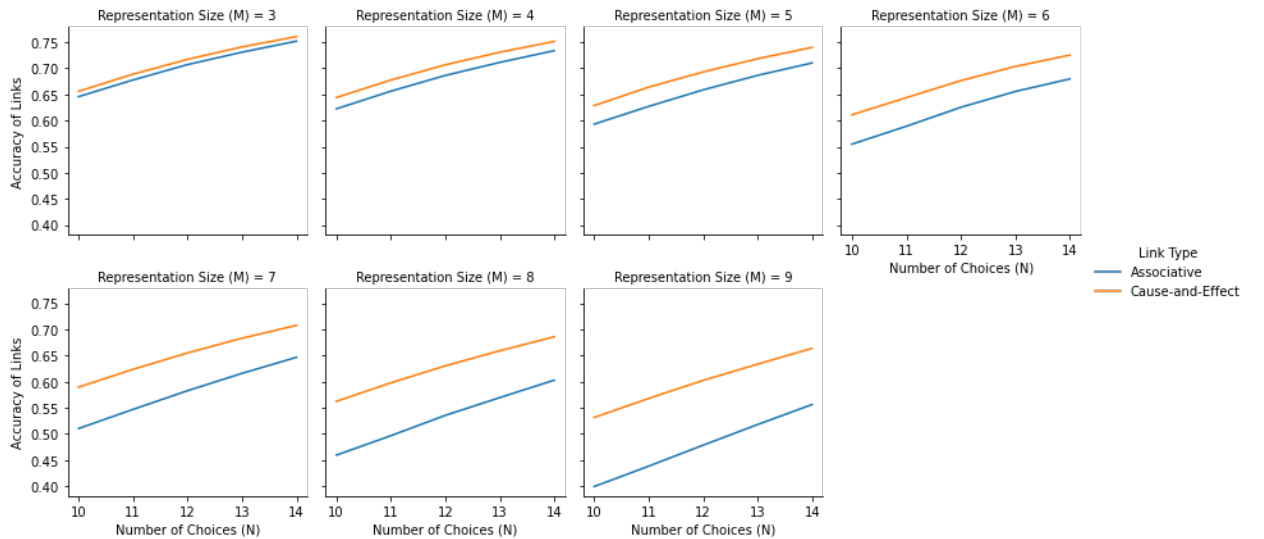 Representation Size (M) = 3
Representation Size (M) = 4
Representation Size (M) = 5
Representation Size (M) = 6
Accuracy of Links
0.75
0.70
0.65
0.60
0.55
0.50
0.45
0.40
10 11 12 13 14
Number of Choices (N)
Link Type
Associative
Cause-and-Effect
Representation Size (M) = 7
Representation Size (M) = 8
Representation Size (M) = 9
Accuracy of Links
0.75
0.70
0.65
0.60
0.55
0.50
0.45
0.40
10 11 12 13 14
Number of Choices (N)
10 11 12 13 14
Number of Choices (N)
10 11 12 13 14
Number of Choices (N)